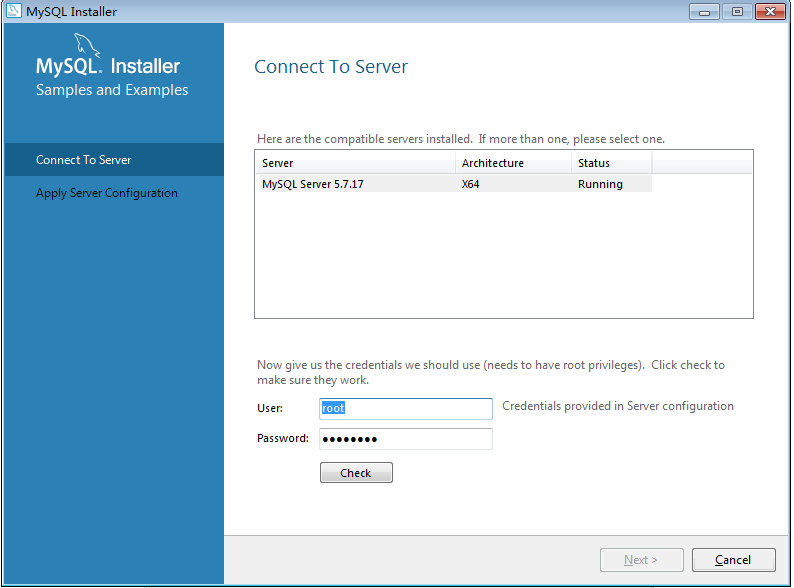 MySQL Installer
MySQL. Installer
Samples and Examples
Connect To Server
Apply Server Configuration
Connect To Server
Here are the compatible servers installed.  If more than one, please select one.
Server Architecture Status
MySQL Server 5.7.17 X64 Running
Now give us the credentials we should use (needs to have root privileges).  Click check to
make sure they work.
User: root Credentials provided in Server configuration
Password: ●●●●●●●●
Check
Next > Cancel